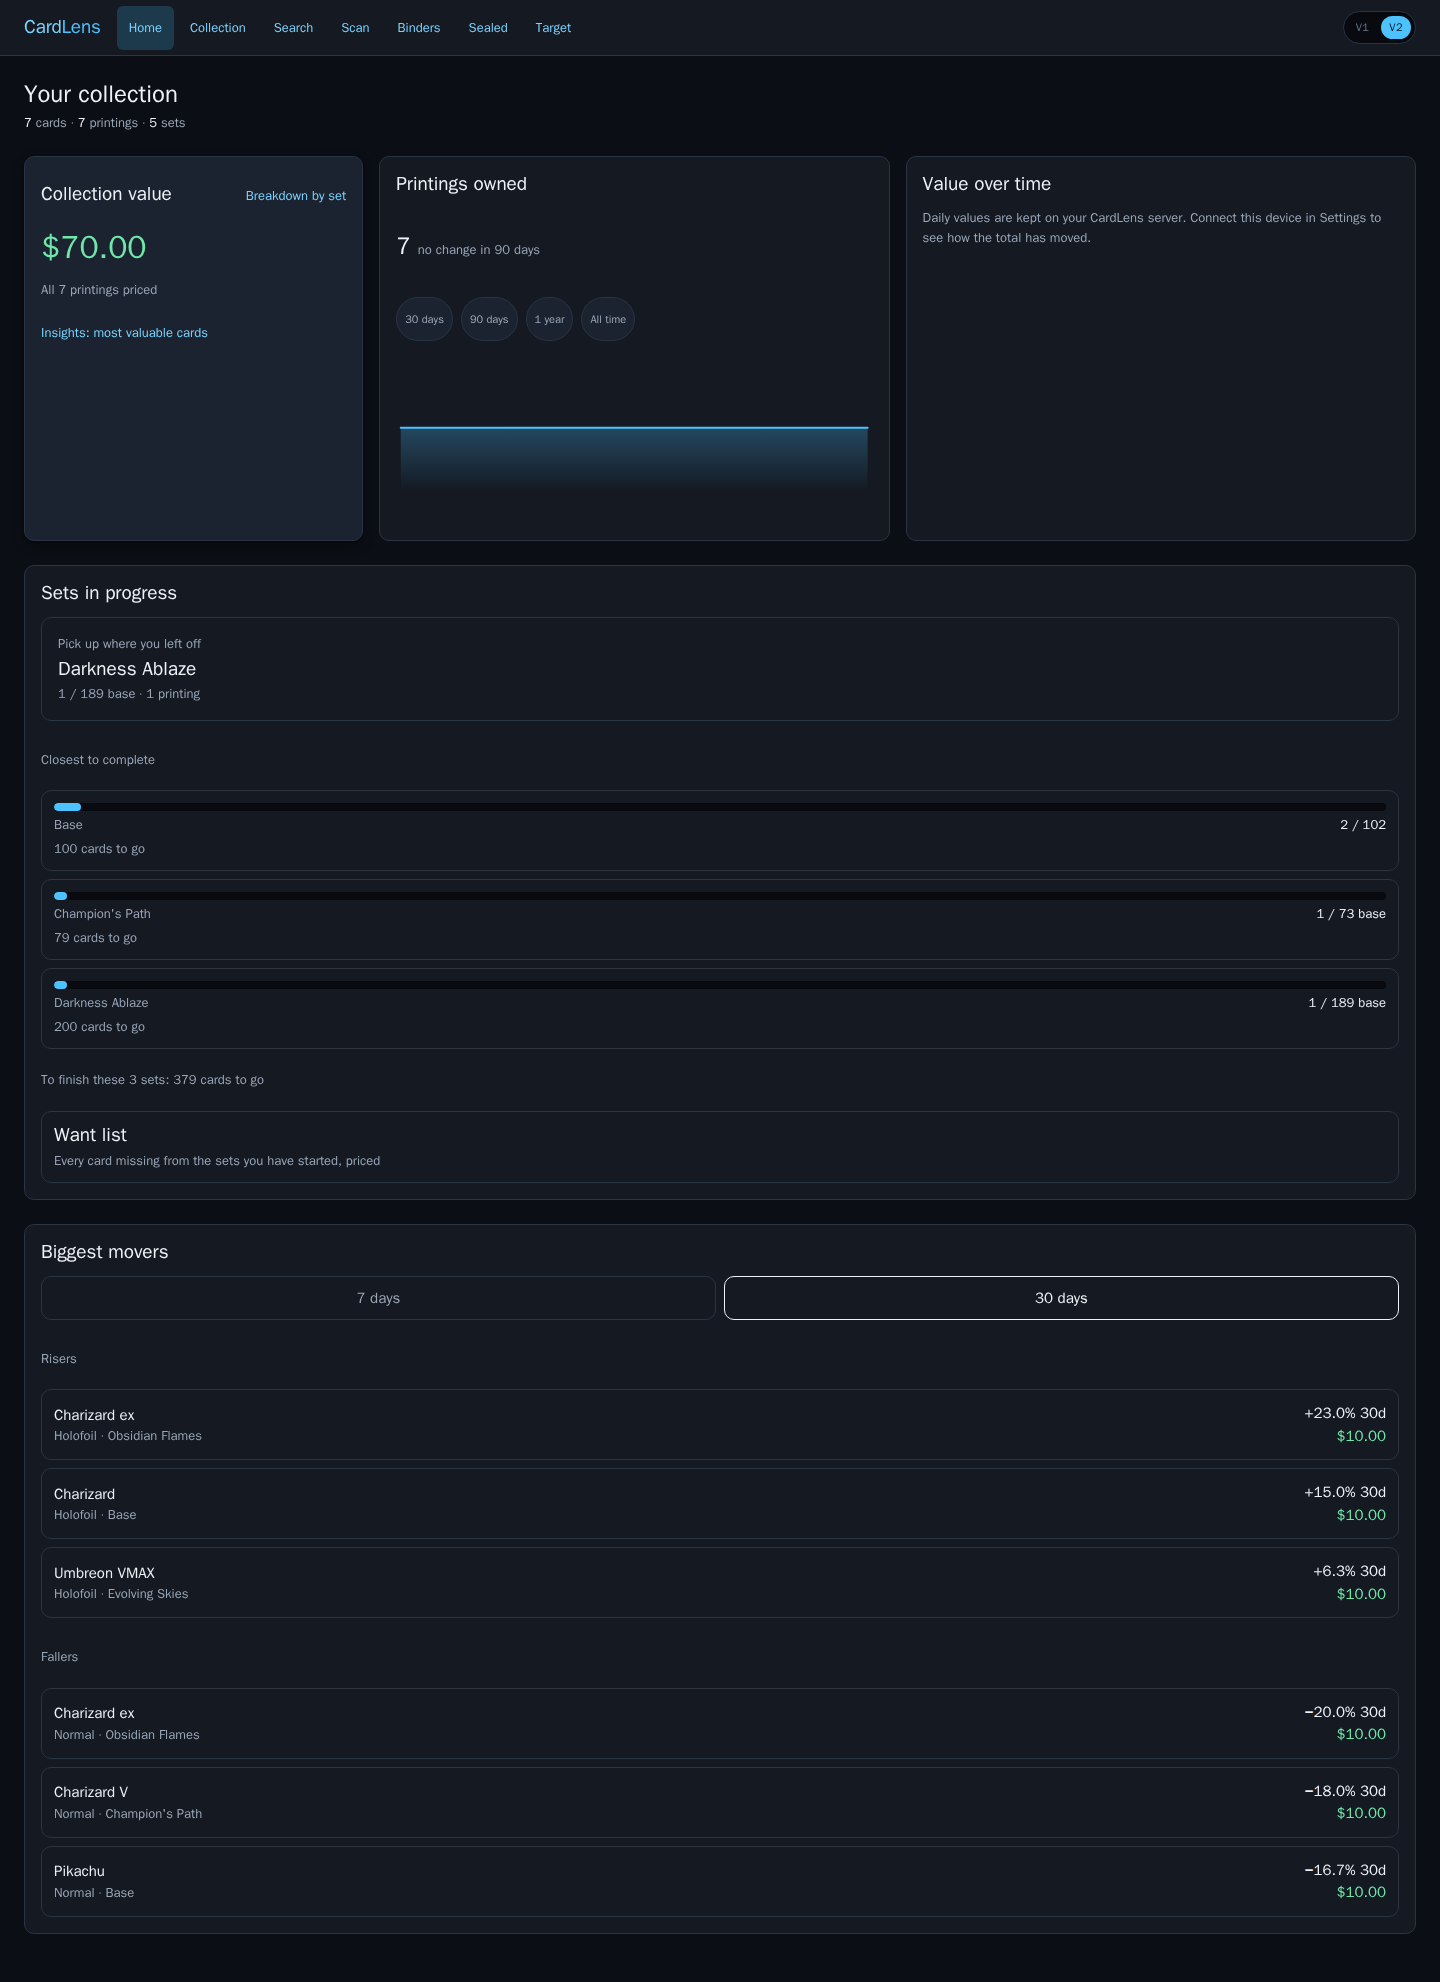 CardLens Home Collection Search Scan Binders Sealed Target V1 V2
Your collection
7 cards · 7 printings · 5 sets
Collection value Breakdown by set
$70.00
All 7 printings priced
Insights: most valuable cards
Printings owned
7 no change in 90 days
30 days 90 days 1 year All time
Value over time
Daily values are kept on your CardLens server. Connect this device in Settings to
see how the total has moved.
Sets in progress
Pick up where you left off
Darkness Ablaze
1 / 189 base · 1 printing
Closest to complete
Base 2 / 102
100 cards to go
Champion's Path 1 / 73 base
79 cards to go
Darkness Ablaze 1 / 189 base
200 cards to go
To finish these 3 sets: 379 cards to go
Want list
Every card missing from the sets you have started, priced
Biggest movers
7 days 30 days
Risers
Charizard ex +23.0% 30d
Holofoil · Obsidian Flames $10.00
Charizard +15.0% 30d
Holofoil · Base $10.00
Umbreon VMAX +6.3% 30d
Holofoil · Evolving Skies $10.00
Fallers
Charizard ex −20.0% 30d
Normal · Obsidian Flames $10.00
Charizard V −18.0% 30d
Normal · Champion's Path $10.00
Pikachu −16.7% 30d
Normal · Base $10.00